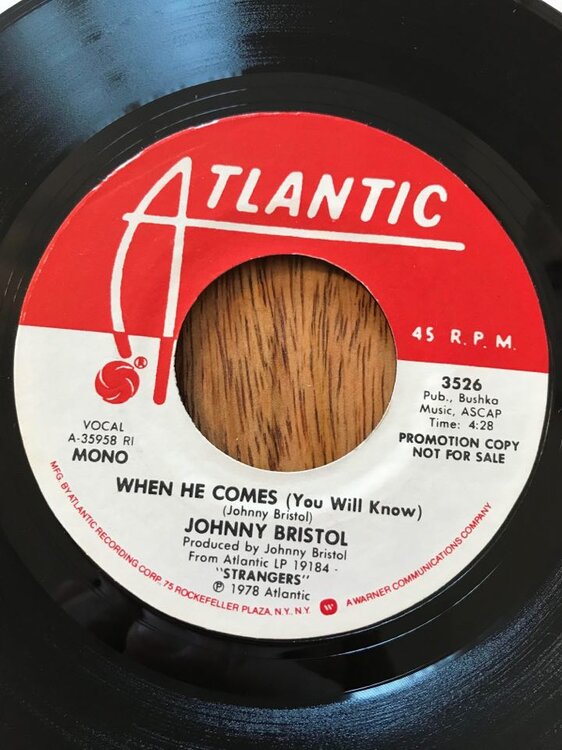 ATLANTIC
45 R.P.M.
®
3526
Pub., Bushka
Music, ASCAP
Time: 4:28
PROMOTION COPY
NOT FOR SALE
VOCAL
A-35958 RI
MONO
WHEN HE COMES (You Will Know)
(Johnny Bristol)
JOHNNY BRISTOL
Produced by Johnny Bristol
From Atlantic LP 19184 -
"STRANGERS"
℗ 1978 Atlantic
MFG. BY ATLANTIC RECORDING CORP. 75 ROCKEFELLER PLAZA, N.Y. N.Y. W A WARNER COMMUNICATIONS COMPANY